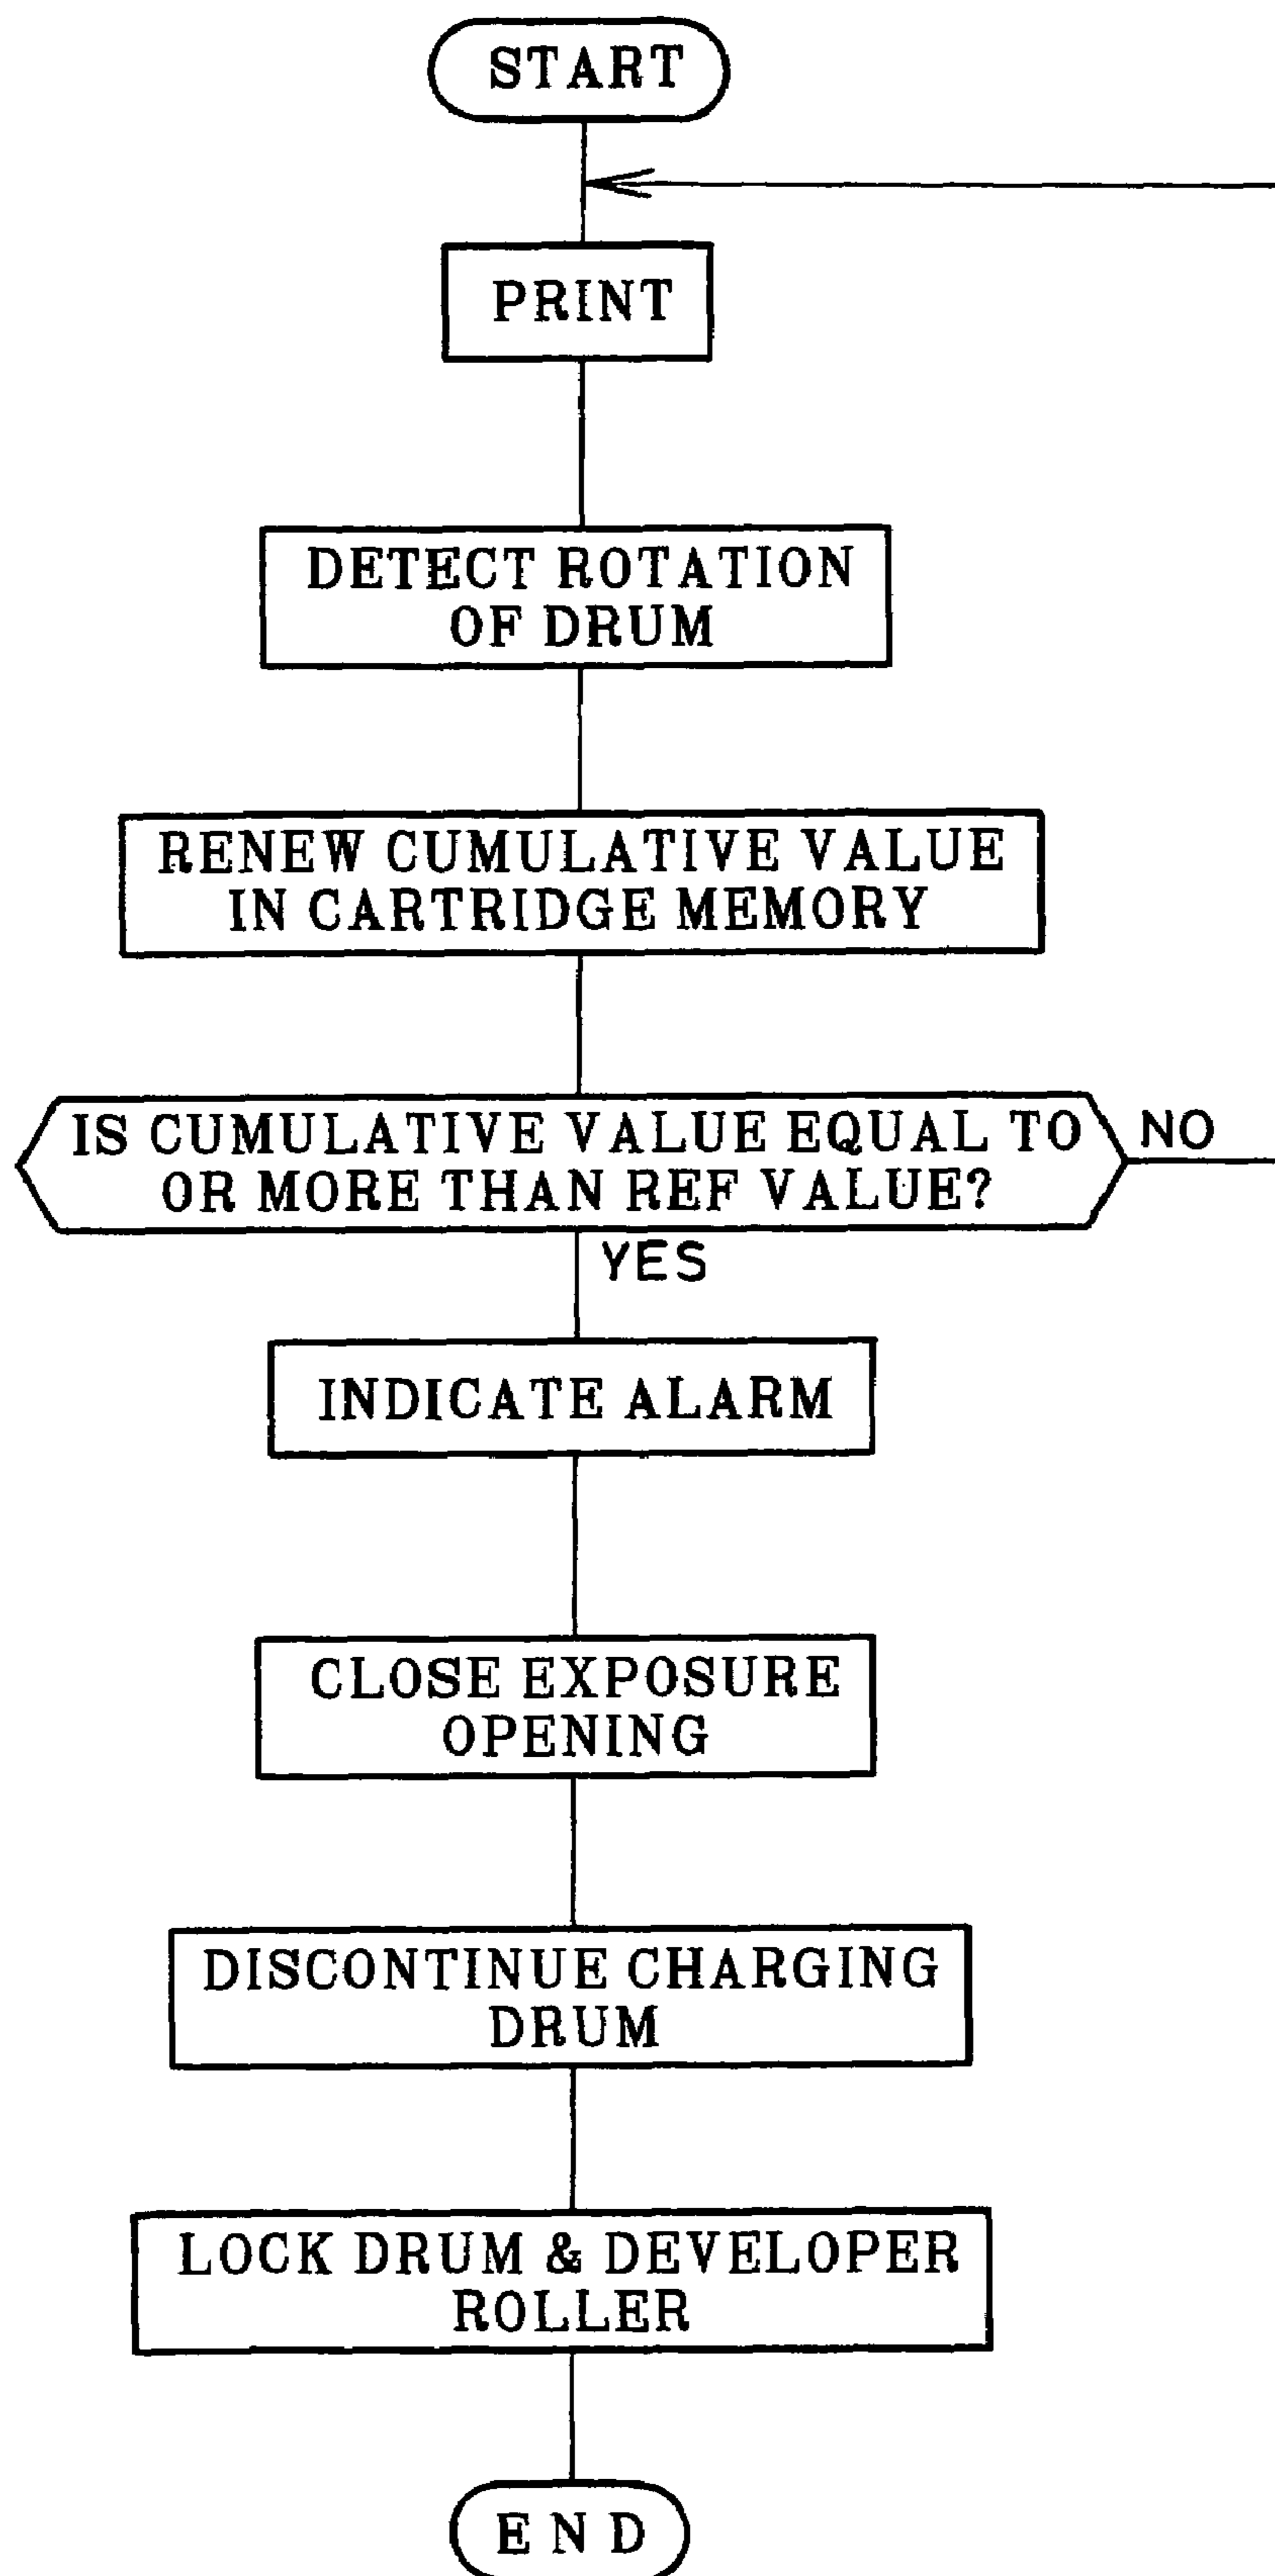 START
PRINT
DETECT ROTATION
OF DRUM
RENEW CUMULATIVE VALUE
IN CARTRIDGE MEMORY
IS CUMULATIVE VALUE EQUAL TO
OR MORE THAN REF VALUE?
NO
YES
INDICATE ALARM
CLOSE EXPOSURE
OPENING
DISCONTINUE CHARGING
DRUM
LOCK DRUM & DEVELOPER
ROLLER
END